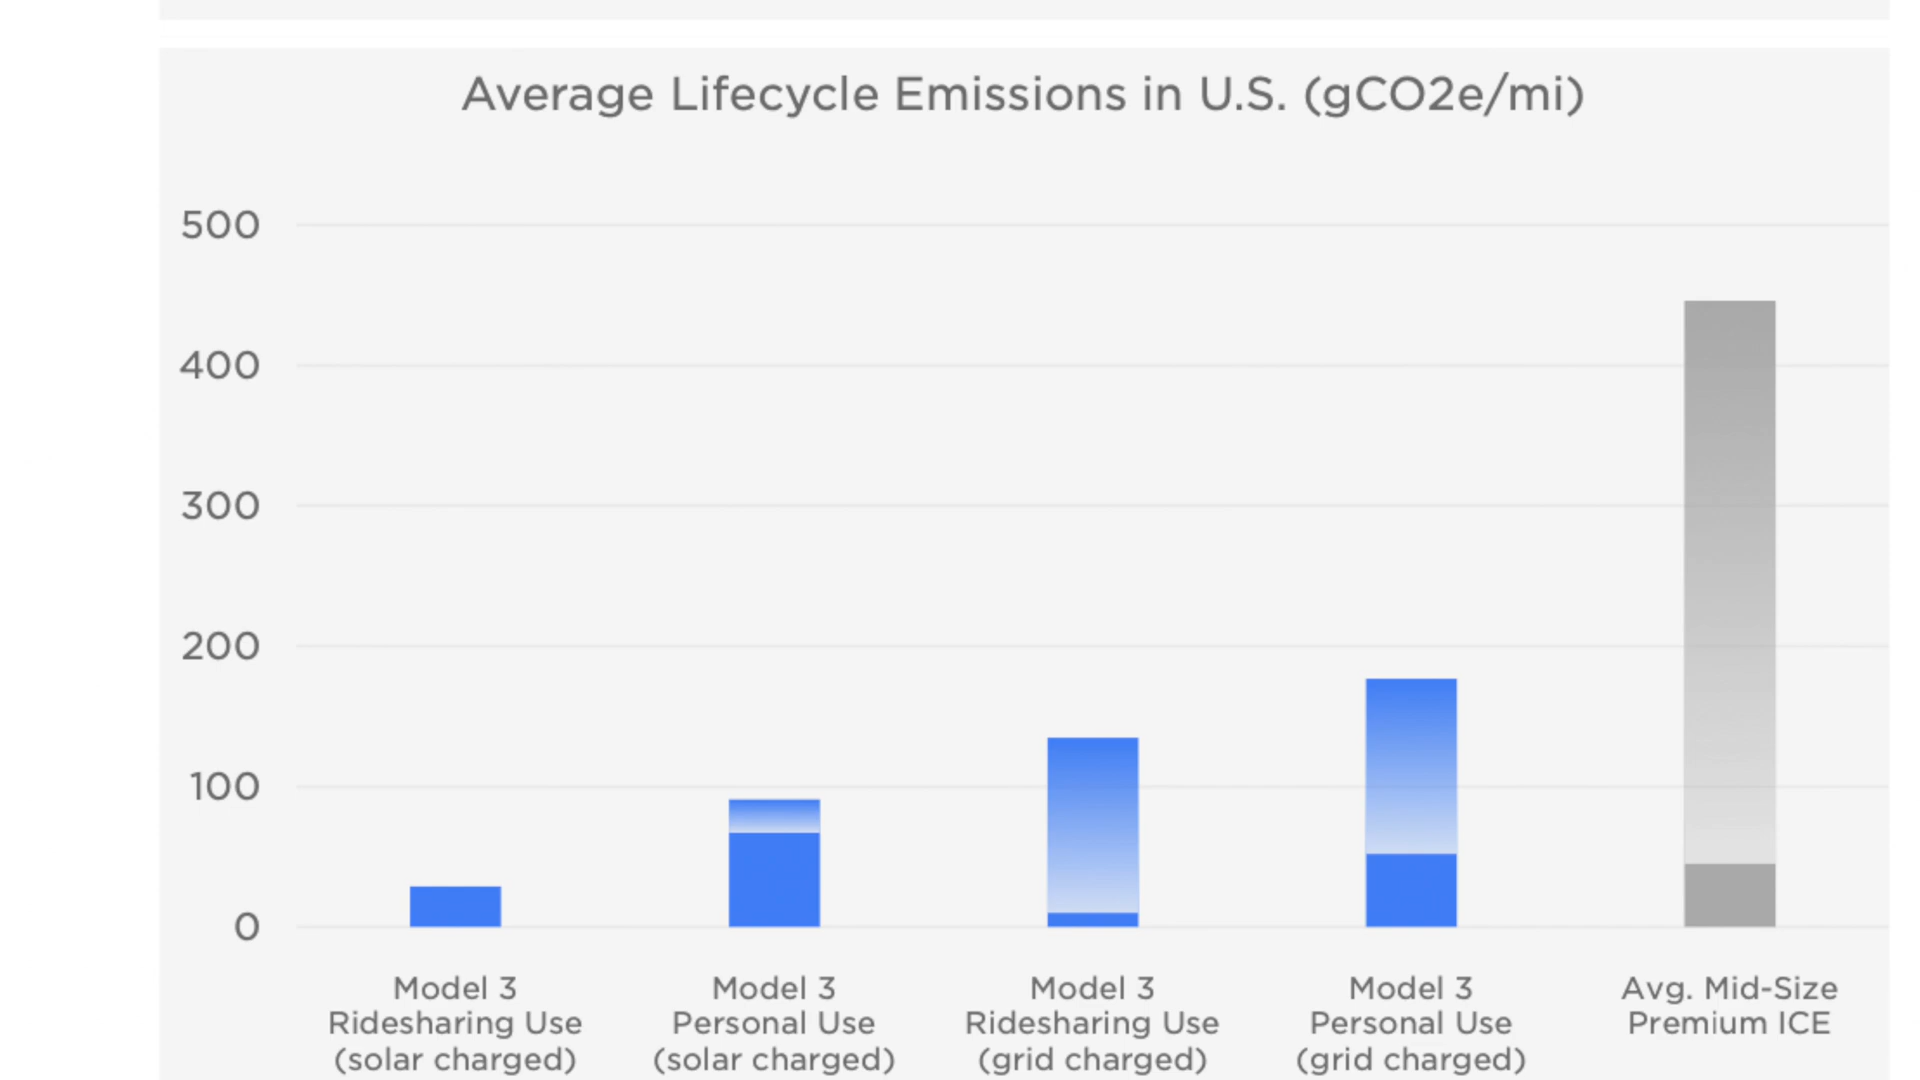 Average Lifecycle Emissions in U.S. (gCO2e/mi)
500
400
300
200
100
0
Model 3
Ridesharing Use
(solar charged)
Model 3
Personal Use
(solar charged)
Model 3
Ridesharing Use
(grid charged)
Model 3
Personal Use
(grid charged)
Avg. Mid-Size
Premium ICE